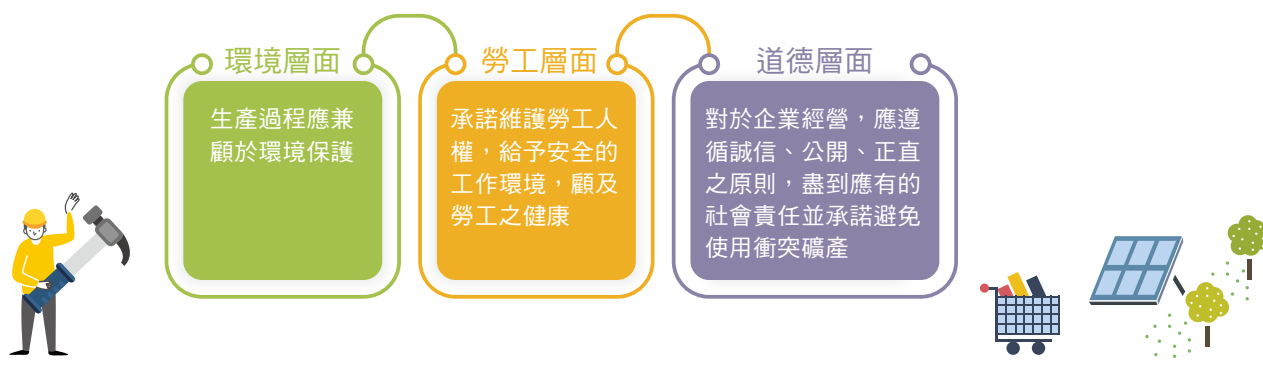 環境層面
生產過程應兼
顧於環境保護
勞工層面
承諾維護勞工人
權，給予安全的
工作環境，顧及
勞工之健康
道德層面
對於企業經營，應遵
循誠信、公開、正直
之原則，盡到應有的
社會責任並承諾避免
使用衝突礦產